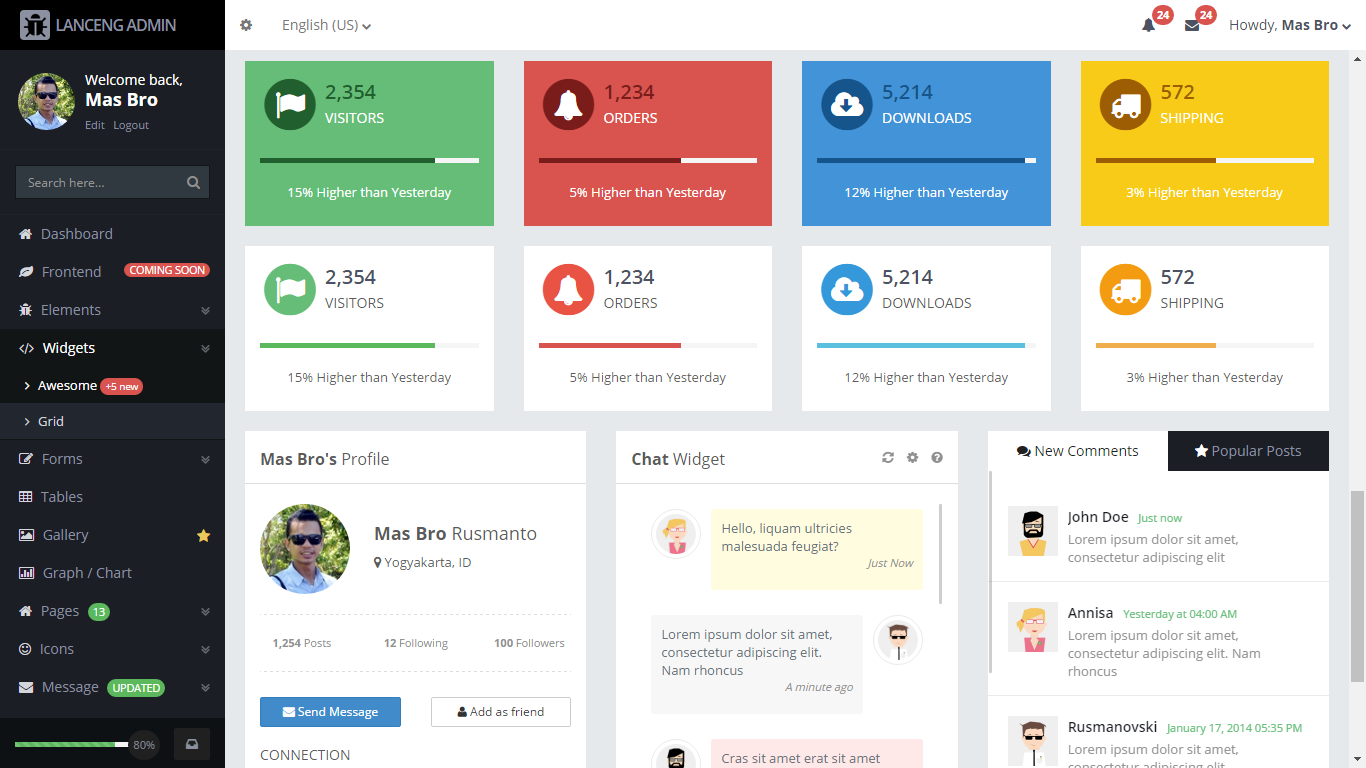 LANCENG ADMIN
English (US)
24
24
Howdy, Mas Bro
Welcome back,
Mas Bro
Edit Logout
Search here...
Dashboard
Frontend COMING SOON
Elements
Widgets
Awesome +5 new
Grid
Forms
Tables
Gallery
Graph / Chart
Pages 13
Icons
Message UPDATED
80%
2,354
VISITORS
15% Higher than Yesterday
1,234
ORDERS
5% Higher than Yesterday
5,214
DOWNLOADS
12% Higher than Yesterday
572
SHIPPING
3% Higher than Yesterday
2,354
VISITORS
15% Higher than Yesterday
1,234
ORDERS
5% Higher than Yesterday
5,214
DOWNLOADS
12% Higher than Yesterday
572
SHIPPING
3% Higher than Yesterday
Mas Bro's Profile
Mas Bro Rusmanto
Yogyakarta, ID
1,254 Posts
12 Following
100 Followers
Send Message
Add as friend
CONNECTION
Chat Widget
Hello, liquam ultricies
malesuada feugiat?
Just Now
Lorem ipsum dolor sit amet,
consectetur adipiscing elit.
Nam rhoncus
A minute ago
Cras sit amet erat sit amet
New Comments
Popular Posts
John Doe Just now
Lorem ipsum dolor sit amet,
consectetur adipiscing elit
Annisa Yesterday at 04:00 AM
Lorem ipsum dolor sit amet,
consectetur adipiscing elit. Nam
rhoncus
Rusmanovski January 17, 2014 05:35 PM
Lorem ipsum dolor sit amet,
consectetur adipiscing elit. Nam